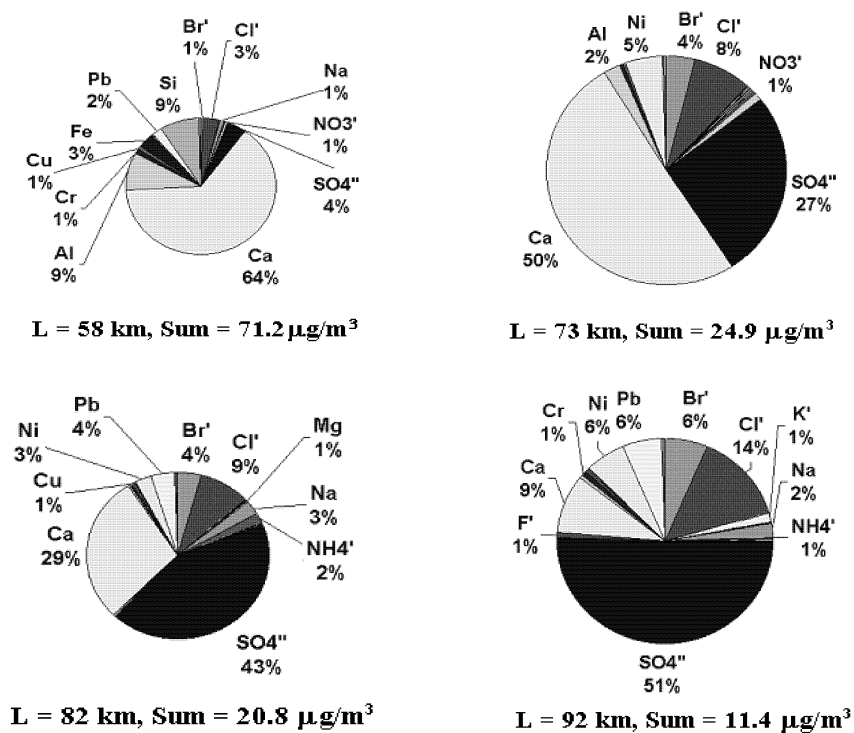 Br'
1%
Cl'
3%
Na
1%
NO3'
1%
SO4"
4%
Ca
64%
Al
9%
Cr
1%
Cu
1%
Fe
3%
Pb
2%
Si
9%
L = 58 km, Sum = 71.2 µg/m³
Al
2%
Ni
5%
Br'
4%
Cl'
8%
NO3'
1%
SO4"
27%
Ca
50%
L = 73 km, Sum = 24.9 µg/m³
Pb
4%
Br'
4%
Cl'
9%
Mg
1%
Na
3%
NH4'
2%
SO4"
43%
Ca
29%
Cu
1%
Ni
3%
L = 82 km, Sum = 20.8 µg/m³
Cr
1%
Ni
6%
Pb
6%
Br'
6%
Cl'
14%
K'
1%
Na
2%
NH4'
1%
SO4"
51%
F'
1%
Ca
9%
L = 92 km, Sum = 11.4 µg/m³